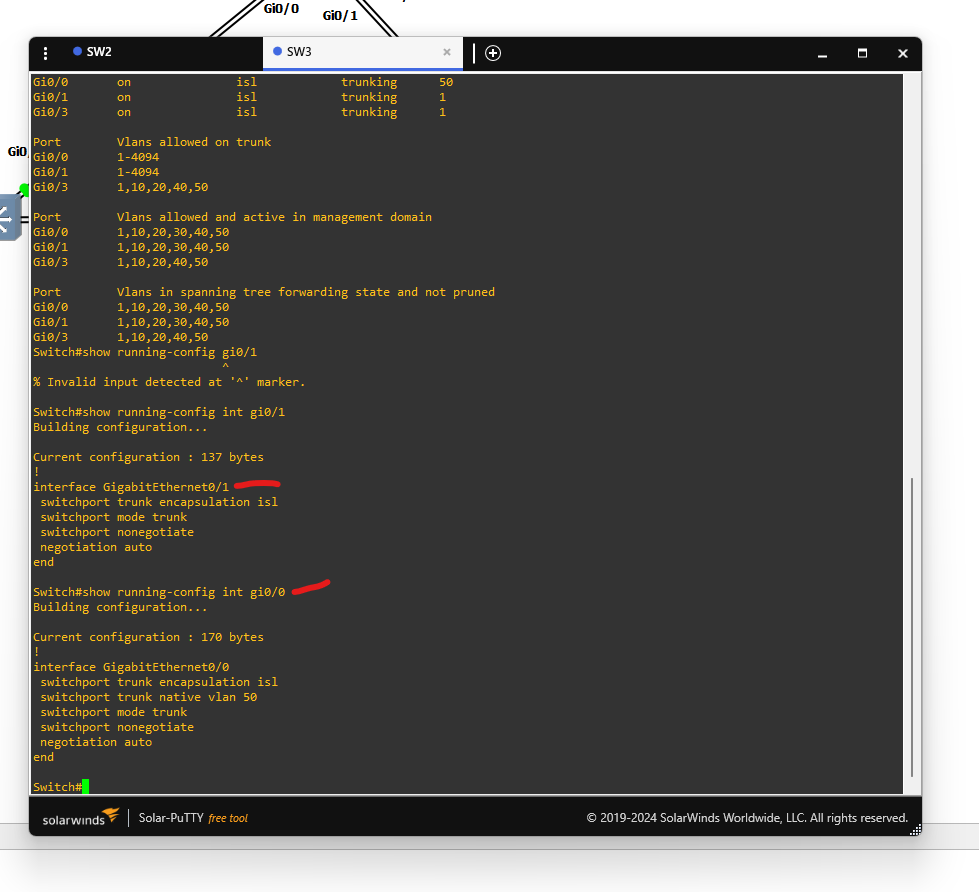 Gi0/0
Gi0/1
SW2
SW3
Gi0/0 on isl trunking 50
Gi0/1 on isl trunking 1
Gi0/3 on isl trunking 1
Port Vlans allowed on trunk
Gi0
Gi0/0 1-4094
Gi0/1 1-4094
Gi0/3 1,10,20,40,50
Port Vlans allowed and active in management domain
Gi0/0 1,10,20,30,40,50
Gi0/1 1,10,20,30,40,50
Gi0/3 1,10,20,40,50
Port Vlans in spanning tree forwarding state and not pruned
Gi0/0 1,10,20,30,40,50
Gi0/1 1,10,20,30,40,50
Gi0/3 1,10,20,40,50
Switch#show running-config gi0/1
^
% Invalid input detected at '^' marker.
Switch#show running-config int gi0/1
Building configuration...
Current configuration : 137 bytes
!
interface GigabitEthernet0/1
switchport trunk encapsulation isl
switchport mode trunk
switchport nonegotiate
negotiation auto
end
Switch#show running-config int gi0/0
Building configuration...
Current configuration : 170 bytes
!
interface GigabitEthernet0/0
switchport trunk encapsulation isl
switchport trunk native vlan 50
switchport mode trunk
switchport nonegotiate
negotiation auto
end
Switch#
solarwinds Solar-PuTTY free tool © 2019-2024 SolarWinds Worldwide, LLC. All rights reserved.